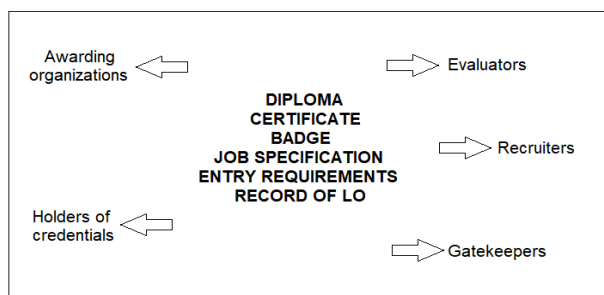 Awarding
organizations
Evaluators
DIPLOMA
CERTIFICATE
BADGE
JOB SPECIFICATION
ENTRY REQUIREMENTS
RECORD OF LO
Recruiters
Holders of
credentials
Gatekeepers